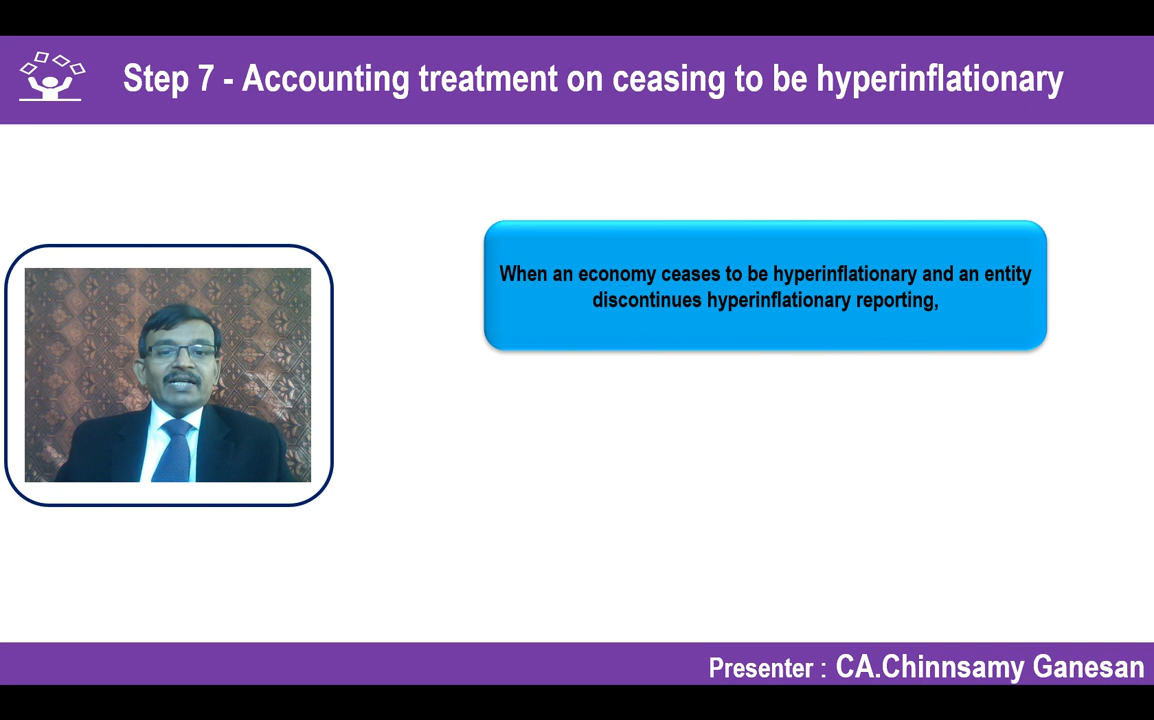 Step 7 - Accounting treatment on ceasing to be hyperinflationary
When an economy ceases to be hyperinflationary and an entity
discontinues hyperinflationary reporting,
Presenter : CA.Chinnsamy Ganesan